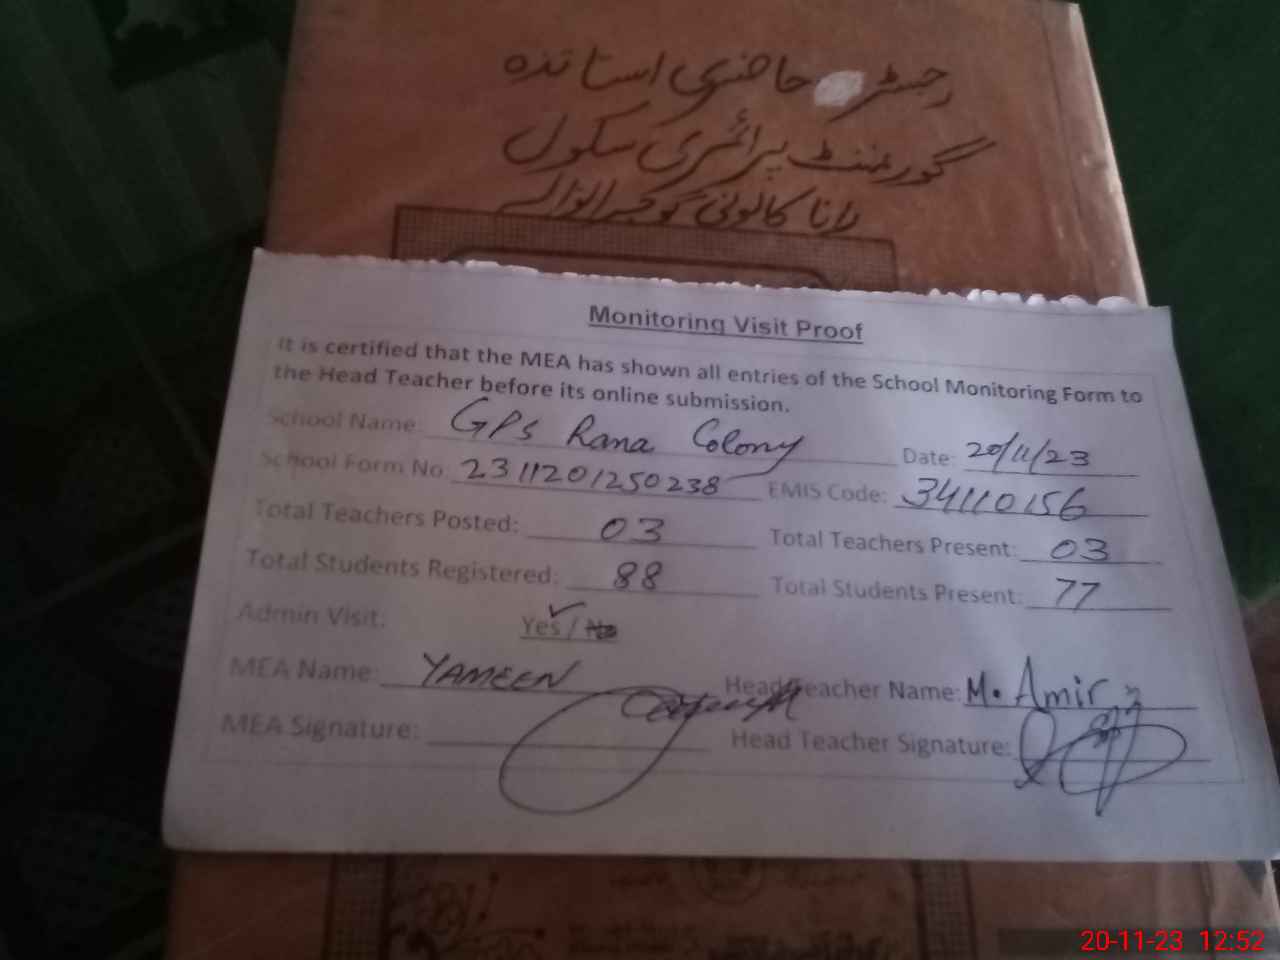 رجسٹر حاضری اساتذہ
گورنمنٹ پرائمری سکول
رانا کالونی گوجرانوالہ
Monitoring Visit Proof
It is certified that the MEA has shown all entries of the School Monitoring Form to
the Head Teacher before its online submission.
School Name: GPS Rana Colony Date: 20/11/23
School Form No. 2311201250238 EMIS Code: 34110156
Total Teachers Posted: 03 Total Teachers Present: 03
Total Students Registered: 88 Total Students Present: 77
Admin Visit: Yes / No
MEA Name: YAMEEN Head Teacher Name: M. Amir
MEA Signature: Head Teacher Signature:
20-11-23 12:52